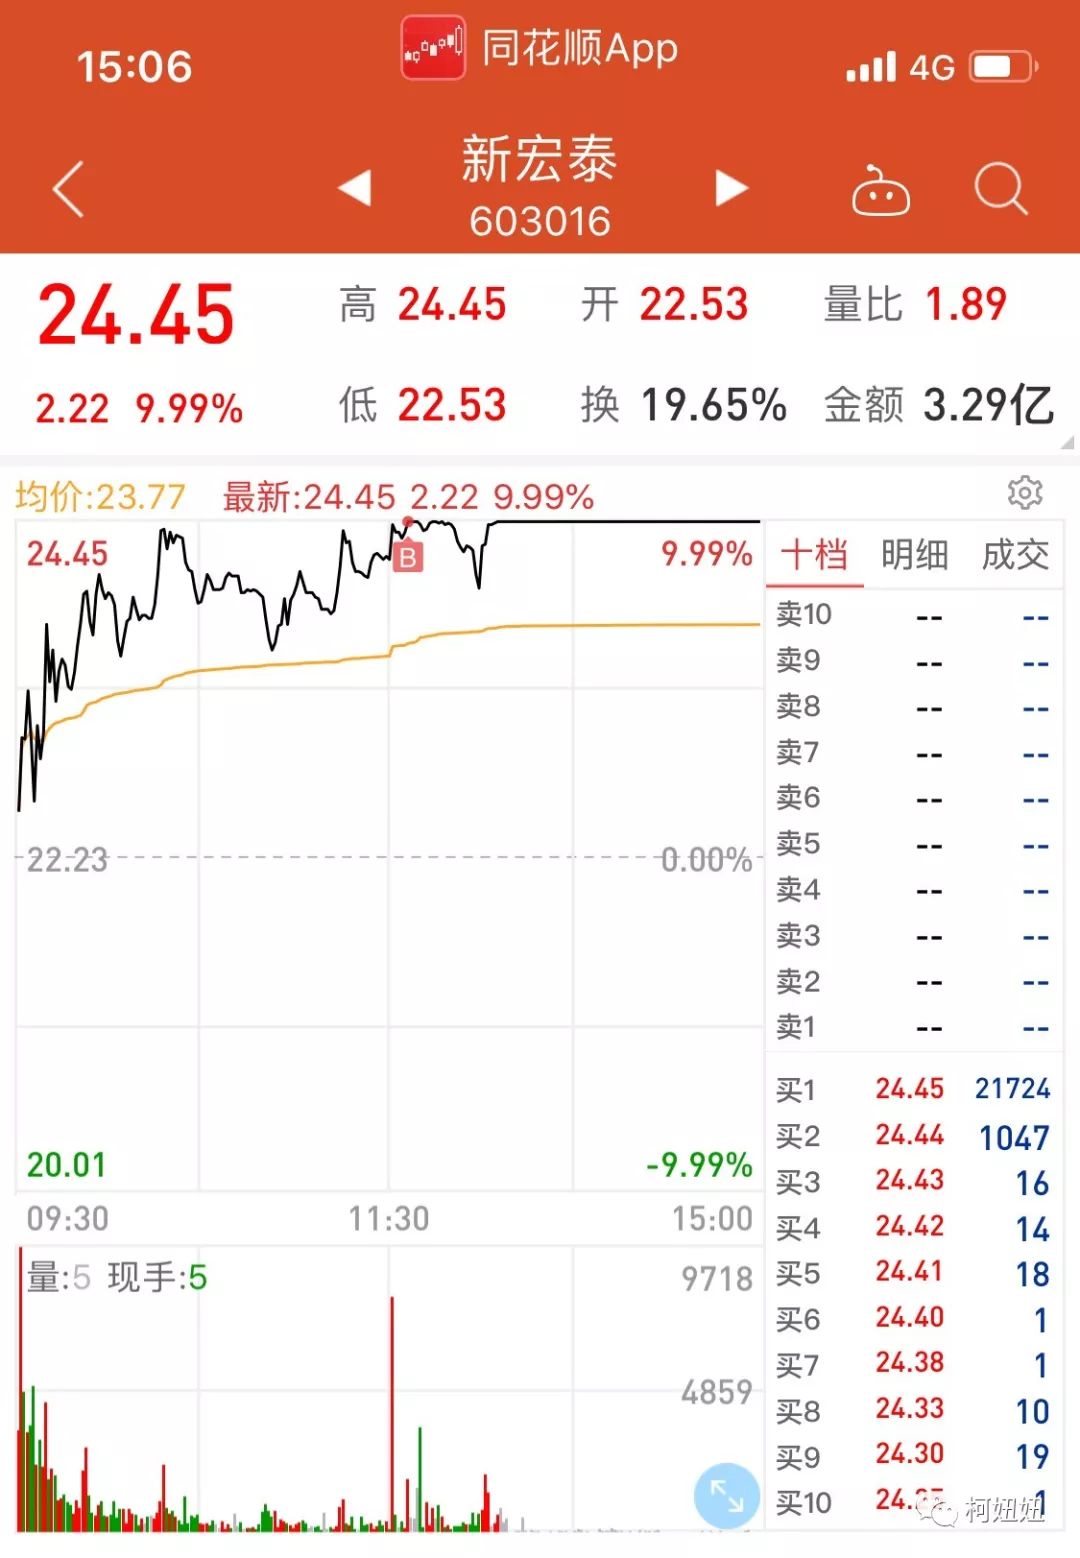 15:06
同花顺App
4G
新宏泰
603016
24.45 高 24.45 开 22.53 量比 1.89
2.22 9.99% 低 22.53 换 19.65% 金额 3.29亿
均价:23.77 最新:24.45 2.22 9.99%
24.45 9.99%
B
22.23 0.00%
20.01 -9.99%
09:30 11:30 15:00
量:5 现手:5 9718
4859
十档 明细 成交
卖10 -- --
卖9 -- --
卖8 -- --
卖7 -- --
卖6 -- --
卖5 -- --
卖4 -- --
卖3 -- --
卖2 -- --
卖1 -- --
买1 24.45 21724
买2 24.44 1047
买3 24.43 16
买4 24.42 14
买5 24.41 18
买6 24.40 1
买7 24.38 1
买8 24.33 10
买9 24.30 19
买10 1
柯妞妞